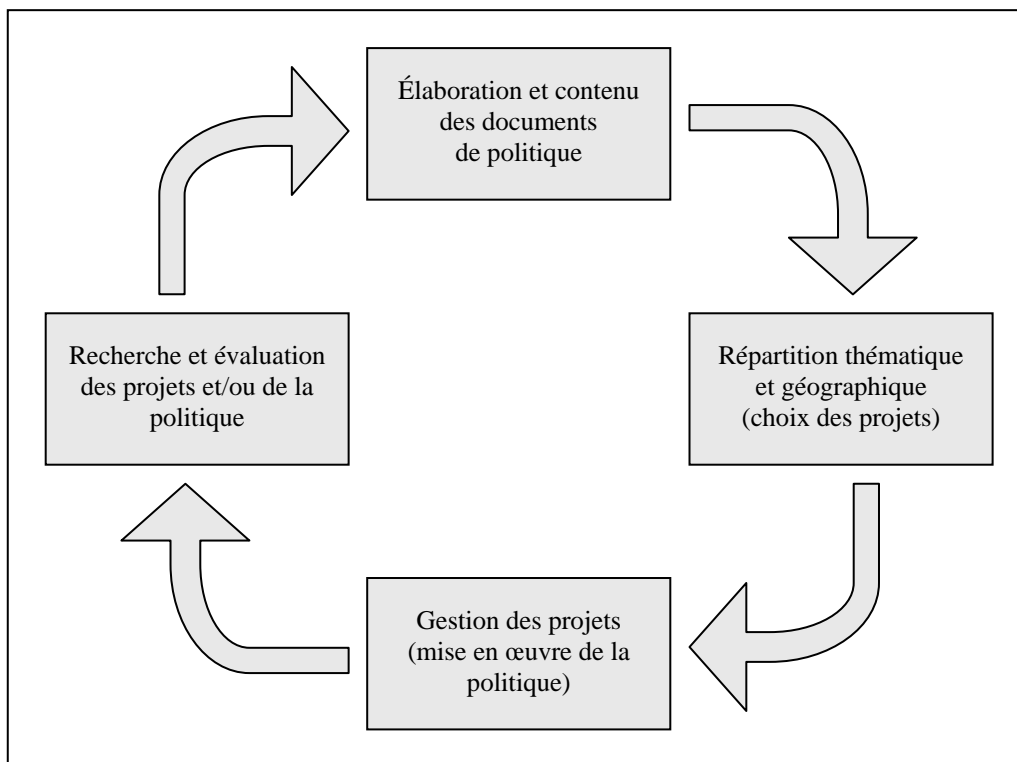 Élaboration et contenu
des documents
de politique
Répartition thématique
et géographique
(choix des projets)
Gestion des projets
(mise en œuvre de la
politique)
Recherche et évaluation
des projets et/ou de la
politique